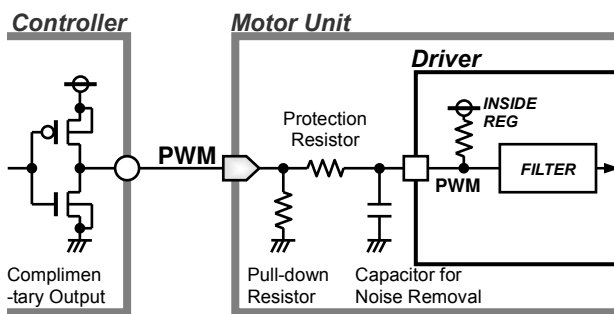 Controller
Motor Unit
Driver
Protection
Resistor
INSIDE
REG
PWM
PWM
FILTER
Complimen
-tary Output
Pull-down
Resistor
Capacitor for
Noise Removal